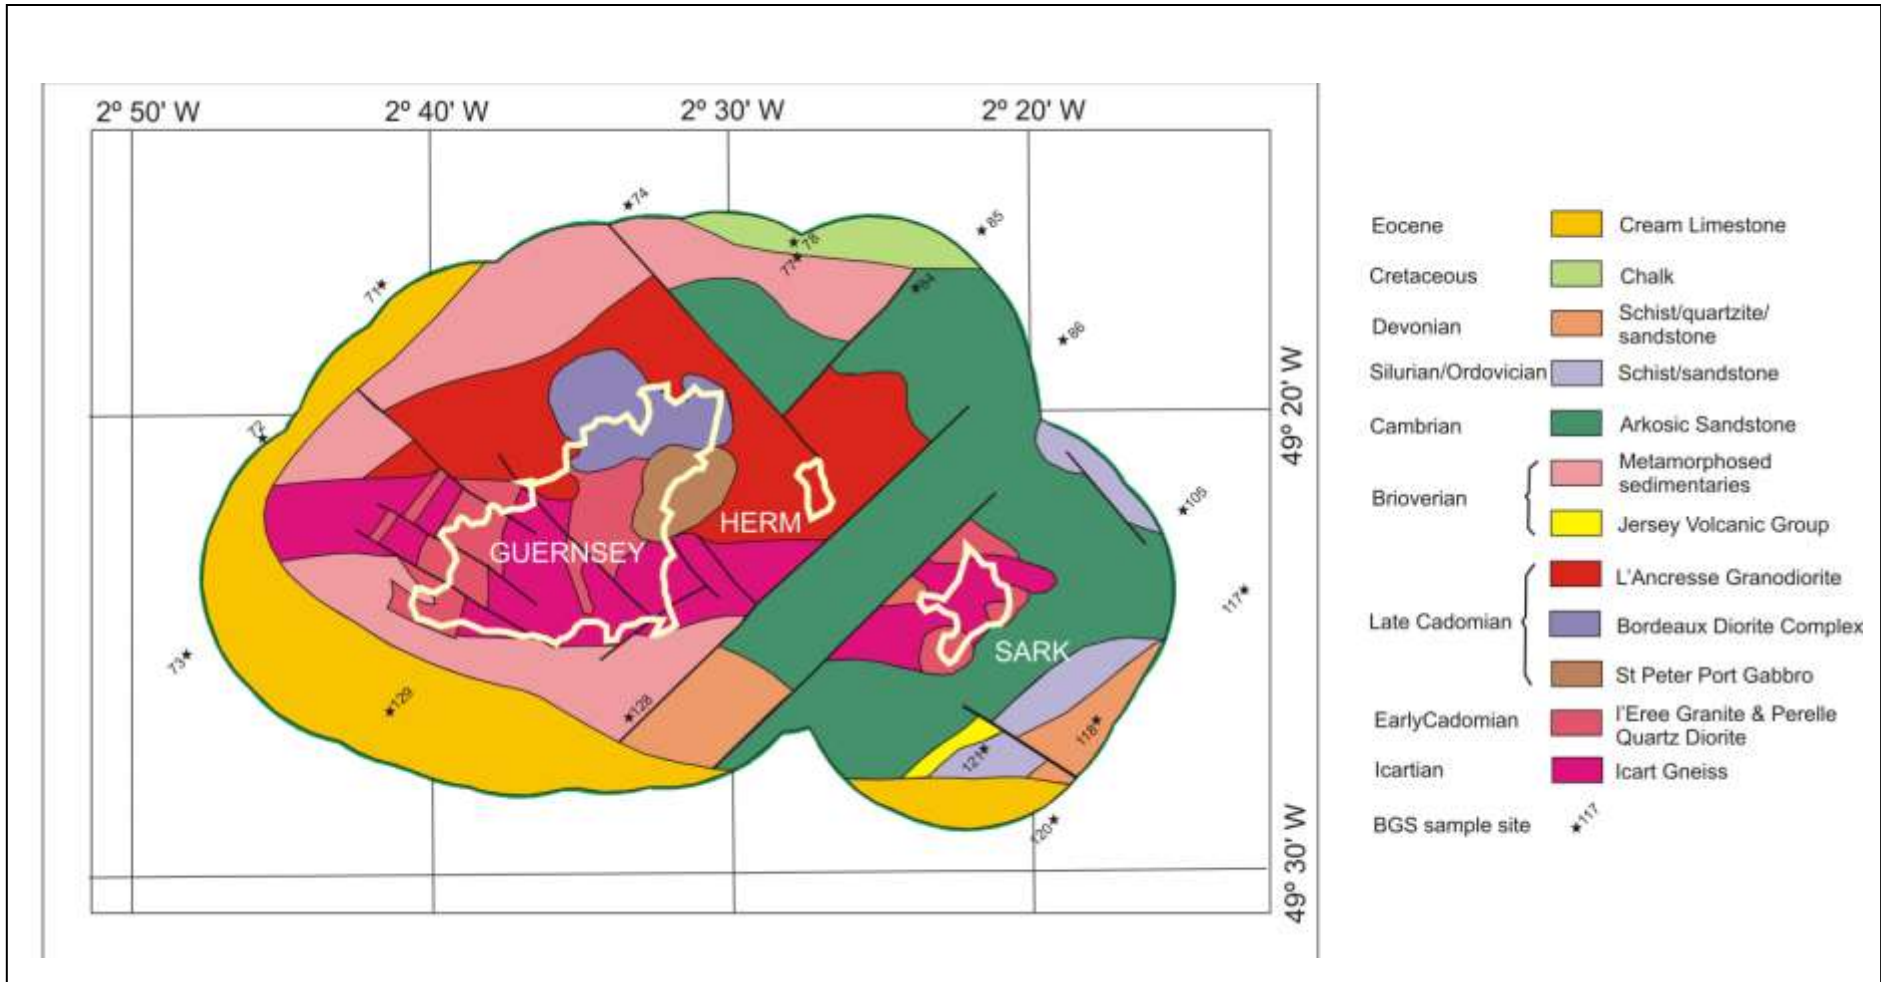 2º 50' W
2º 40' W
2º 30' W
2º 20' W
74
85
78
77
71
84
86
49º 20' W
72
105
HERM
GUERNSEY
117
SARK
73
129
128
118
121
120
49º 30' W
Eocene Cream Limestone
Cretaceous Chalk
Devonian Schist/quartzite/
sandstone
Silurian/Ordovician Schist/sandstone
Cambrian Arkosic Sandstone
Brioverian Metamorphosed
sedimentaries
Jersey Volcanic Group
Late Cadomian L'Ancresse Granodiorite
Bordeaux Diorite Complex
St Peter Port Gabbro
EarlyCadomian l'Eree Granite & Perelle
Quartz Diorite
Icartian Icart Gneiss
BGS sample site 117